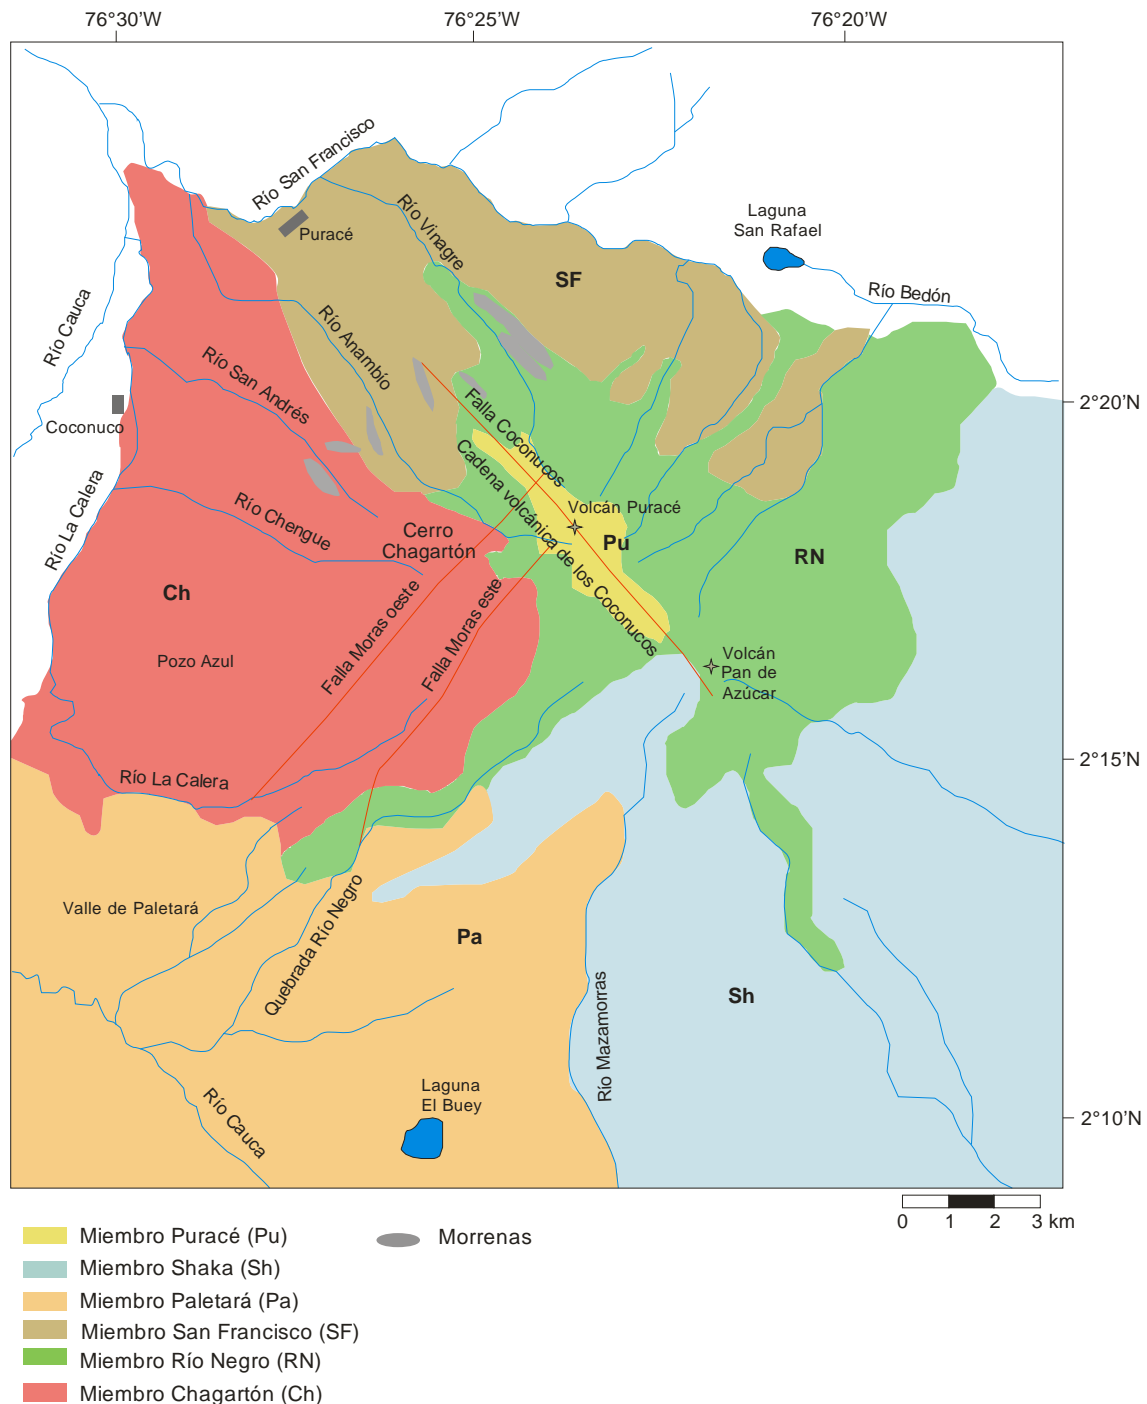 76°30'W
76°25'W
76°20'W
Río San Francisco
Puracé
Río Vinagre
Laguna
San Rafael
SF
Río Bedón
Río Cauca
Río Anambío
Río San Andrés
2°20'N
Coconuco
Falla Coconucos
Cadena volcánica de los Coconucos
Río La Calera
Río Chengue
Volcán Puracé
Cerro
Chagartón
Pu
RN
Ch
Falla Moras oeste
Falla Moras este
Pozo Azul
Volcán
Pan de
Azúcar
2°15'N
Río La Calera
Valle de Paletará
Quebrada Río Negro
Pa
Sh
Río Mazamorras
Laguna
El Buey
Río Cauca
2°10'N
0 1 2 3 km
Miembro Puracé (Pu)
Morrenas
Miembro Shaka (Sh)
Miembro Paletará (Pa)
Miembro San Francisco (SF)
Miembro Río Negro (RN)
Miembro Chagartón (Ch)